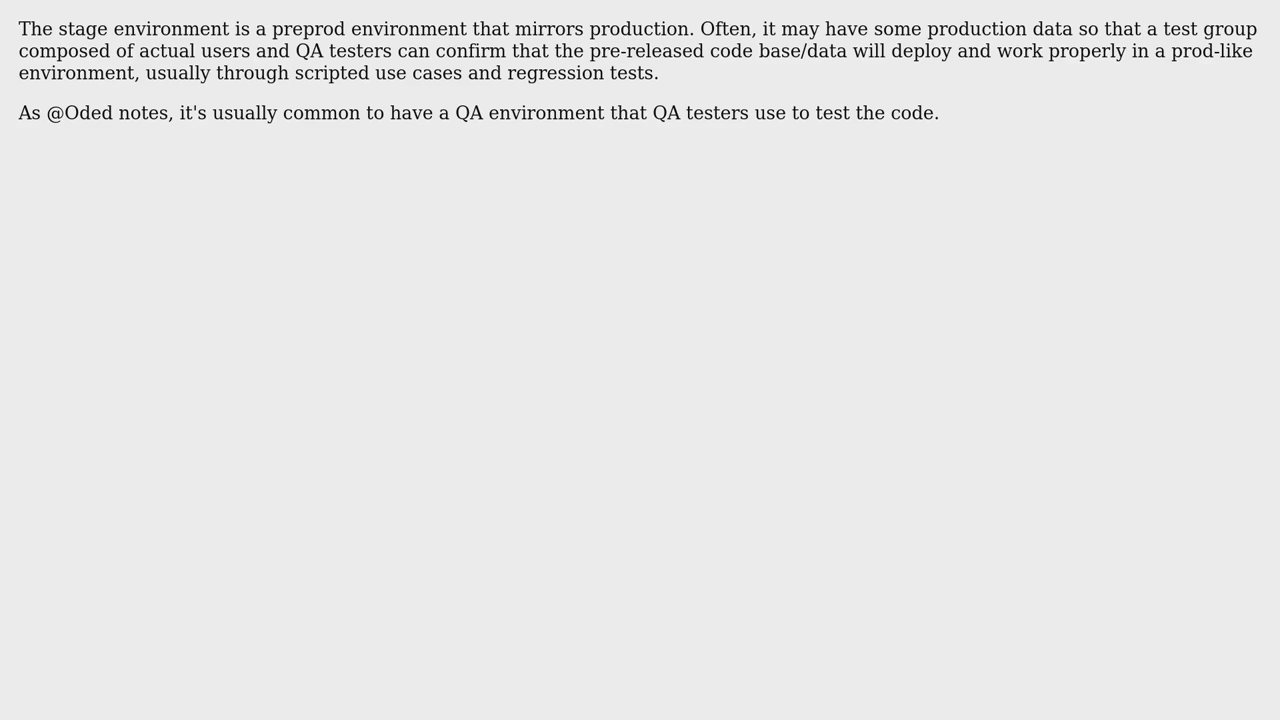 The stage environment is a preprod environment that mirrors production. Often, it may have some production data so that a test group
composed of actual users and QA testers can confirm that the pre-released code base/data will deploy and work properly in a prod-like
environment, usually through scripted use cases and regression tests.
As @Oded notes, it's usually common to have a QA environment that QA testers use to test the code.